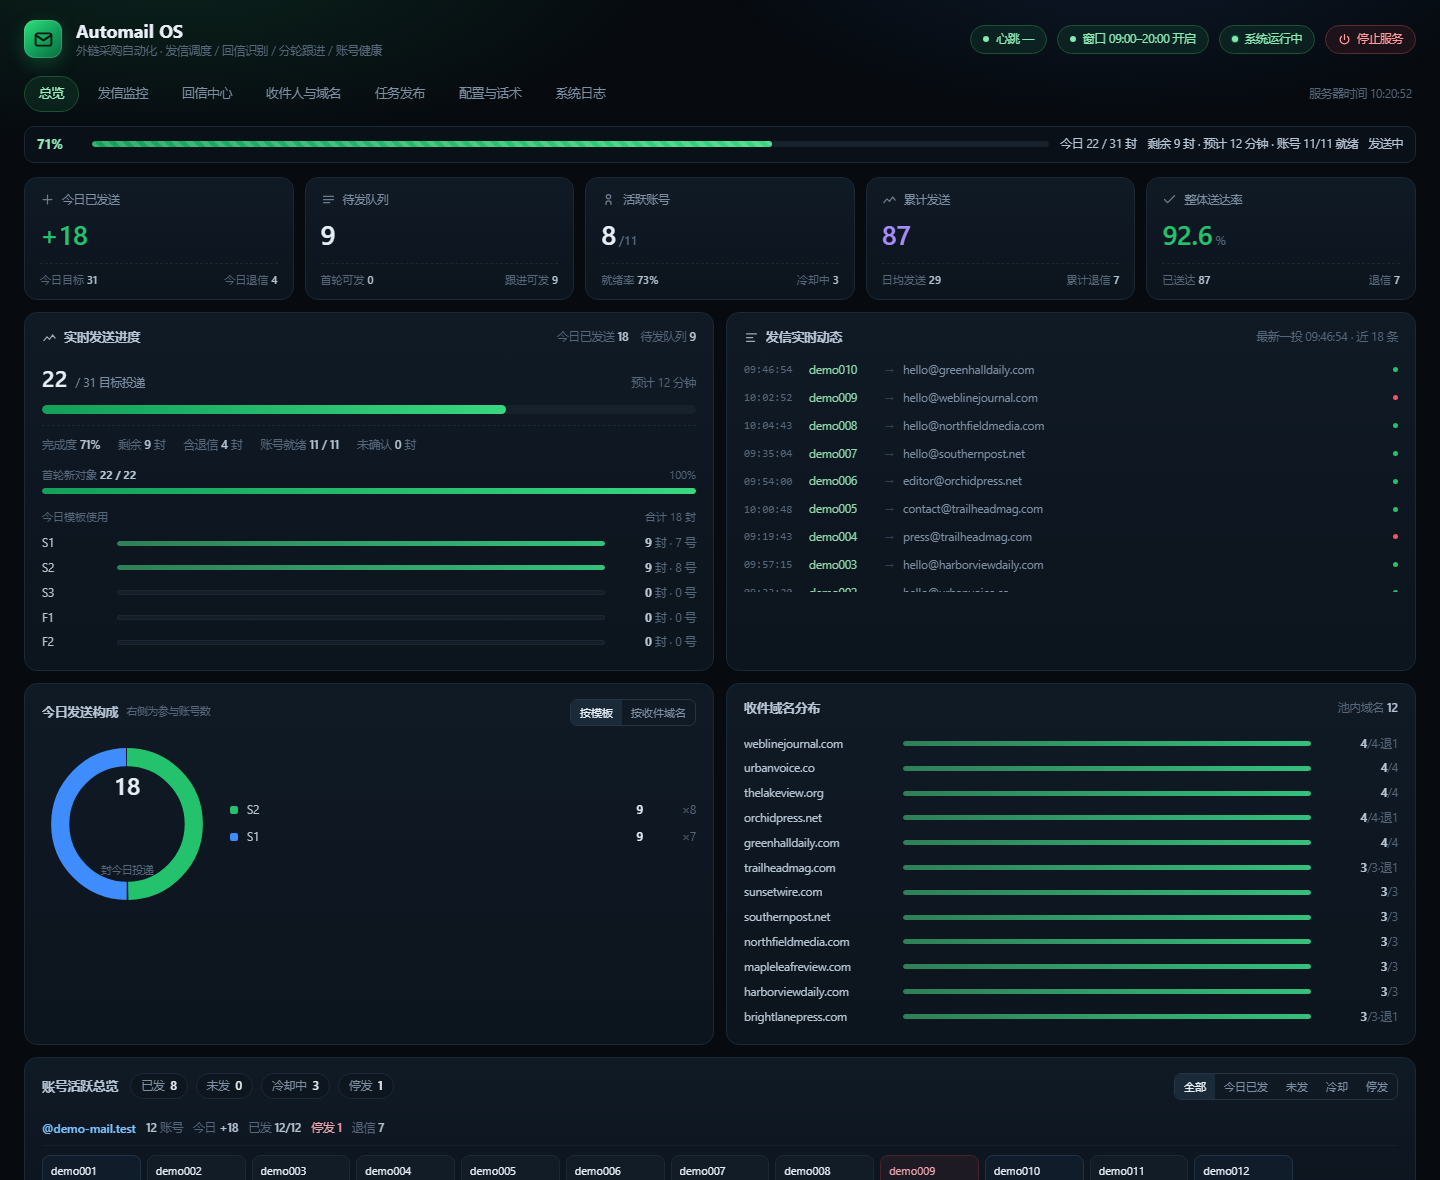 Automail OS
外链采购自动化 · 发信调度 / 回信识别 / 分轮跟进 / 账号健康
心跳 —
窗口 09:00–20:00 开启
系统运行中
停止服务
总览
发信监控
回信中心
收件人与域名
任务发布
配置与话术
系统日志
服务器时间 10:20:52
71%
今日 22 / 31 封 剩余 9 封 · 预计 12 分钟 · 账号 11/11 就绪 发送中
今日已发送
+18
今日目标 31
今日退信 4
待发队列
9
首轮可发 0
跟进可发 9
活跃账号
8 /11
就绪率 73%
冷却中 3
累计发送
87
日均发送 29
累计退信 7
整体送达率
92.6 %
已送达 87
退信 7
实时发送进度
今日已发送 18 待发队列 9
22 / 31 目标投递
预计 12 分钟
完成度 71% 剩余 9 封 含退信 4 封 账号就绪 11 / 11 未确认 0 封
首轮新对象 22 / 22
100%
今日模板使用
合计 18 封
S1 9 封 · 7 号
S2 9 封 · 8 号
S3 0 封 · 0 号
F1 0 封 · 0 号
F2 0 封 · 0 号
发信实时动态
最新一投 09:46:54 · 近 18 条
09:46:54 demo010 → hello@greenhalldaily.com
10:02:52 demo009 → hello@weblinejournal.com
10:04:43 demo008 → hello@northfieldmedia.com
09:35:04 demo007 → hello@southernpost.net
09:54:00 demo006 → editor@orchidpress.net
10:00:48 demo005 → contact@trailheadmag.com
09:19:43 demo004 → press@trailheadmag.com
09:57:15 demo003 → hello@harborviewdaily.com
今日发送构成 右侧为参与账号数
按模板
按收件域名
18
封今日投递
S2 9 ×8
S1 9 ×7
收件域名分布
池内域名 12
weblinejournal.com 4/4·退1
urbanvoice.co 4/4
thelakeview.org 4/4
orchidpress.net 4/4·退1
greenhalldaily.com 4/4
trailheadmag.com 3/3·退1
sunsetwire.com 3/3
southernpost.net 3/3
northfieldmedia.com 3/3
mapleleafreview.com 3/3
harborviewdaily.com 3/3
brightlanepress.com 3/3·退1
账号活跃总览
已发 8
未发 0
冷却中 3
停发 1
全部
今日已发
未发
冷却
停发
@demo-mail.test 12 账号 今日 +18 已发 12/12 停发 1 退信 7
demo001
demo002
demo003
demo004
demo005
demo006
demo007
demo008
demo009
demo010
demo011
demo012